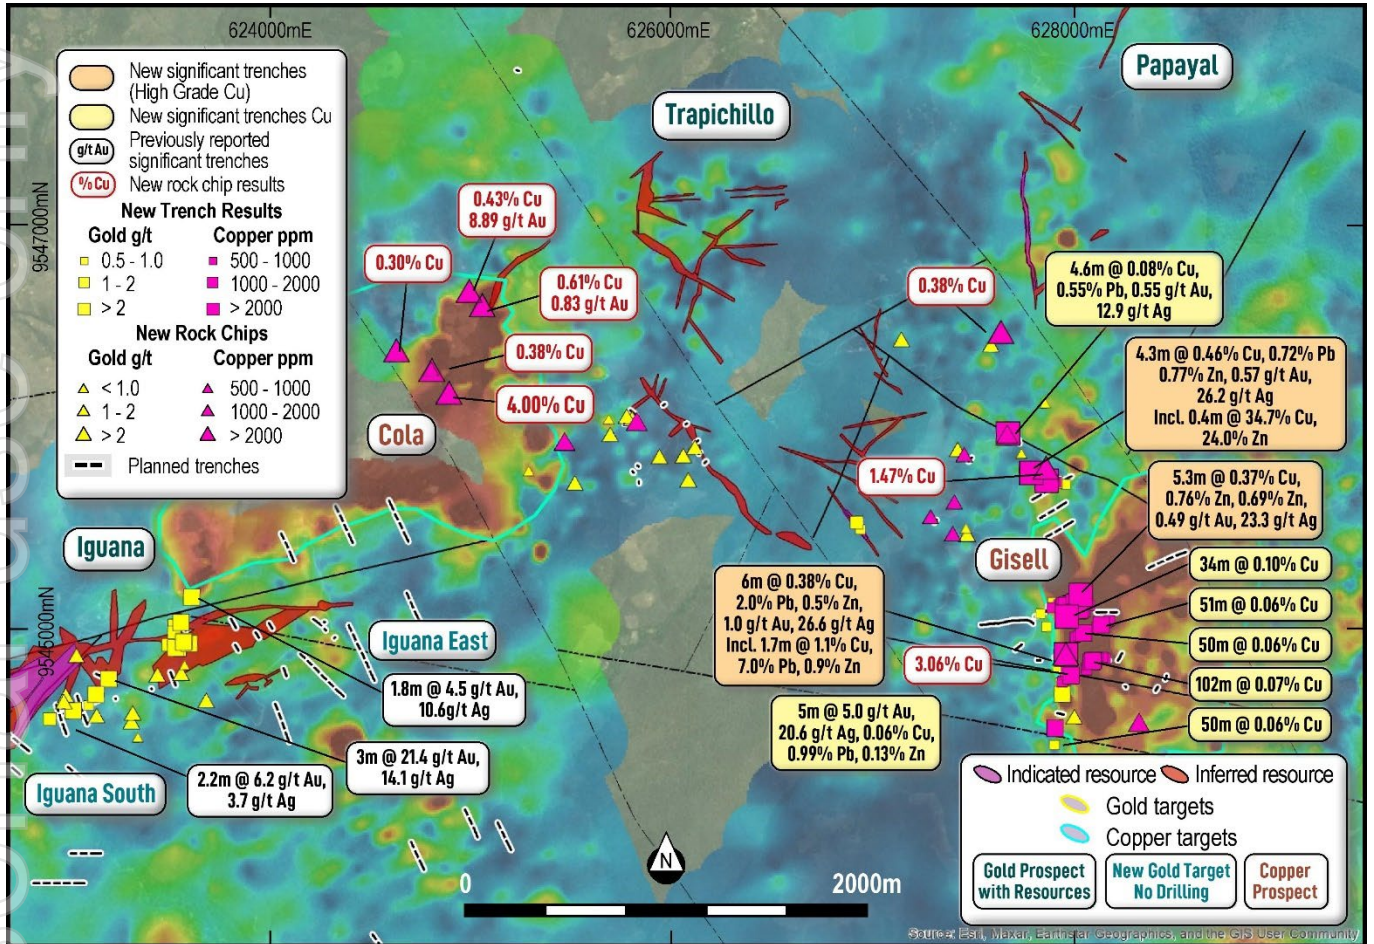 624000mE
626000mE
628000mE
9547000mN
9545000mN
New significant trenches
(High Grade Cu)
New significant trenches Cu
g/t Au
Previously reported
significant trenches
% Cu
New rock chip results
New Trench Results
Gold g/t
Copper ppm
0.5 - 1.0
500 - 1000
1 - 2
1000 - 2000
> 2
> 2000
New Rock Chips
Gold g/t
Copper ppm
< 1.0
500 - 1000
1 - 2
1000 - 2000
> 2
> 2000
Planned trenches
Papayal
Trapichillo
0.43% Cu
8.89 g/t Au
0.30% Cu
0.61% Cu
0.83 g/t Au
0.38% Cu
4.00% Cu
Cola
0.38% Cu
4.6m @ 0.08% Cu,
0.55% Pb, 0.55 g/t Au,
12.9 g/t Ag
4.3m @ 0.46% Cu, 0.72% Pb
0.77% Zn, 0.57 g/t Au,
26.2 g/t Ag
Incl. 0.4m @ 34.7% Cu,
24.0% Zn
1.47% Cu
5.3m @ 0.37% Cu,
0.76% Zn, 0.69% Zn,
0.49 g/t Au, 23.3 g/t Ag
Gisell
34m @ 0.10% Cu
51m @ 0.06% Cu
50m @ 0.06% Cu
102m @ 0.07% Cu
50m @ 0.06% Cu
6m @ 0.38% Cu,
2.0% Pb, 0.5% Zn,
1.0 g/t Au, 26.6 g/t Ag
Incl. 1.7m @ 1.1% Cu,
7.0% Pb, 0.9% Zn
3.06% Cu
5m @ 5.0 g/t Au,
20.6 g/t Ag, 0.06% Cu,
0.99% Pb, 0.13% Zn
Iguana
Iguana East
1.8m @ 4.5 g/t Au,
10.6g/t Ag
3m @ 21.4 g/t Au,
14.1 g/t Ag
2.2m @ 6.2 g/t Au,
3.7 g/t Ag
Iguana South
N
0
2000m
Indicated resource
Inferred resource
Gold targets
Copper targets
Gold Prospect
with Resources
New Gold Target
No Drilling
Copper
Prospect
Source: Esri, Maxar, Earthstar Geographics, and the GIS User Community